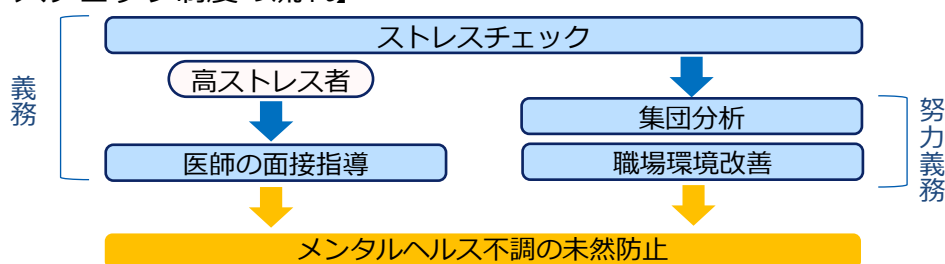 ストレスチェック
義務
高ストレス者
医師の面接指導
集団分析
職場環境改善
努力義務
メンタルヘルス不調の未然防止